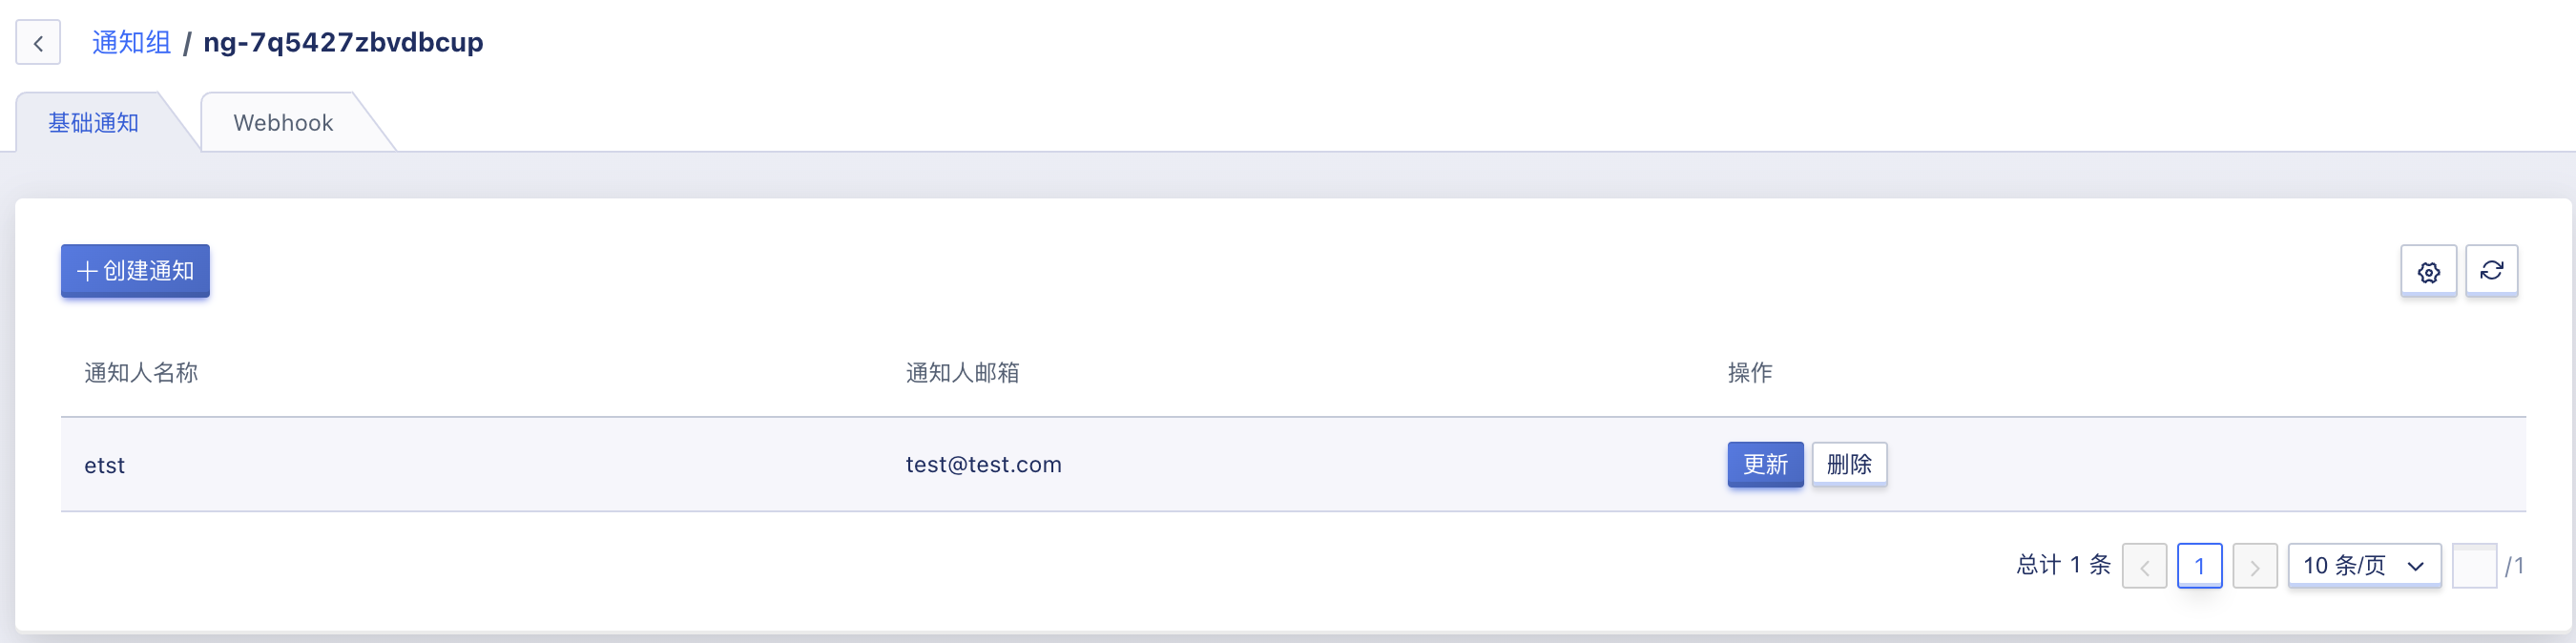 通知组 / ng-7q5427zbvdbcup
基础通知 Webhook
创建通知
通知人名称 通知人邮箱 操作
etst test@test.com 更新 删除
总计 1 条 1 10 条/页 /1